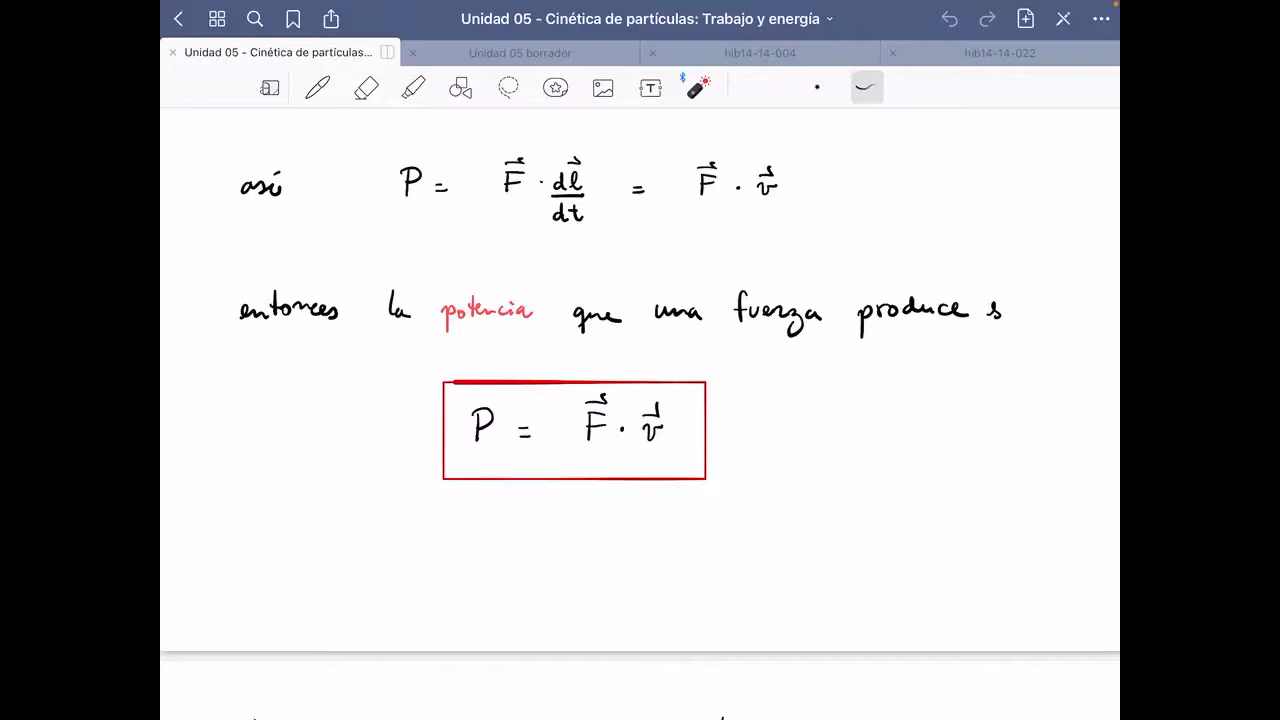 Unidad 05 - Cinética de partículas: Trabajo y energía
Unidad 05 - Cinética de partículas...
Unidad 05 borrador
hib14-14-004
hib14-14-022
así P = F⃗ · dl⃗/dt = F⃗ · v⃗
entonces la potencia que una fuerza produce s
P = F⃗ · v⃗